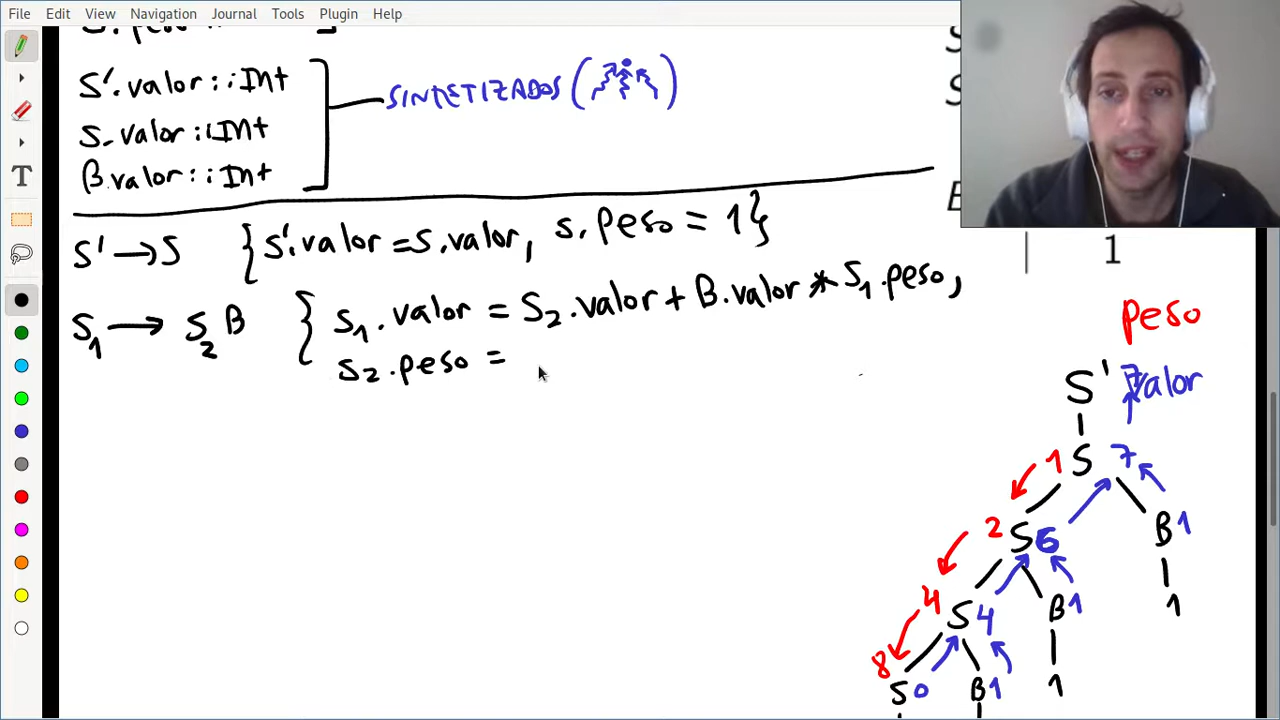 File Edit View Navigation Journal Tools Plugin Help
S'.valor::Int
S.valor::Int
B.valor::Int
SINTETIZADOS ( )
S' → S {S'.valor = S.valor, S.peso = 1}
S₁ → S₂ B { S₁.valor = S₂.valor + B.valor * S₁.peso,
S₂.peso =
| 1
peso
S' 7 valor
1 S 7
2 S 6 B 1
4 S 4 B 1 1
8 S 0 B 1 1